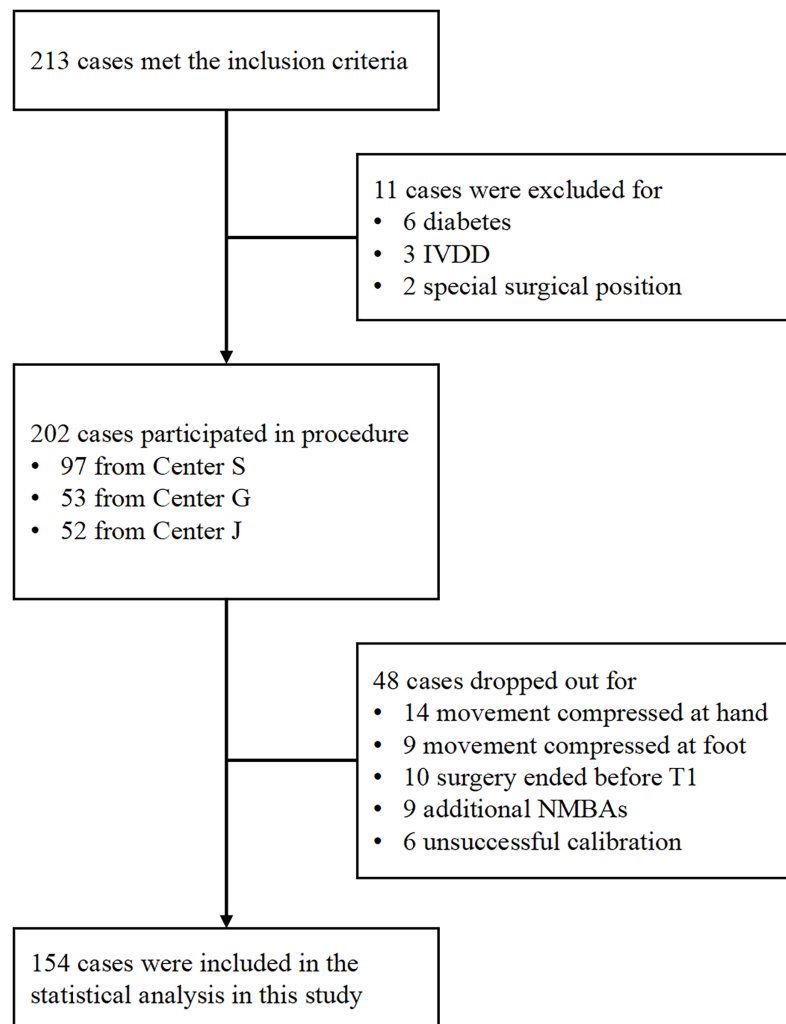 213 cases met the inclusion criteria
11 cases were excluded for
• 6 diabetes
• 3 IVDD
• 2 special surgical position
202 cases participated in procedure
• 97 from Center S
• 53 from Center G
• 52 from Center J
48 cases dropped out for
• 14 movement compressed at hand
• 9 movement compressed at foot
• 10 surgery ended before T1
• 9 additional NMBAs
• 6 unsuccessful calibration
154 cases were included in the
statistical analysis in this study